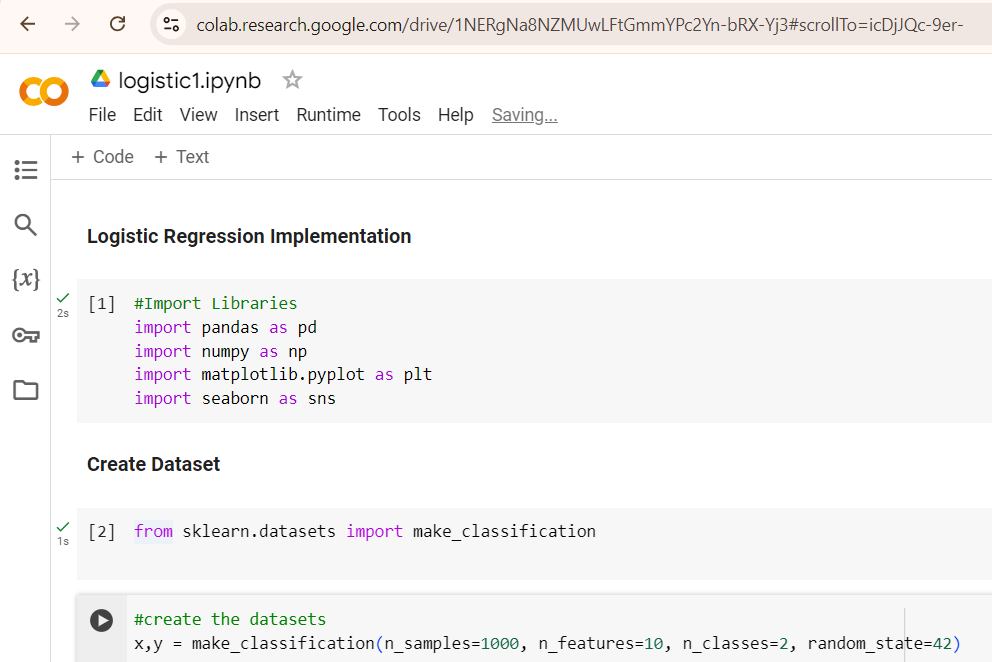 colab.research.google.com/drive/1NERgNa8NZMUwLFtGmmYPc2Yn-bRX-Yj3#scrollTo=icDjJQc-9er-
logistic1.ipynb
File Edit View Insert Runtime Tools Help Saving...
+ Code + Text
Logistic Regression Implementation
[1] #Import Libraries
2s
import pandas as pd
import numpy as np
import matplotlib.pyplot as plt
import seaborn as sns
Create Dataset
[2] from sklearn.datasets import make_classification
1s
#create the datasets
x,y = make_classification(n_samples=1000, n_features=10, n_classes=2, random_state=42)